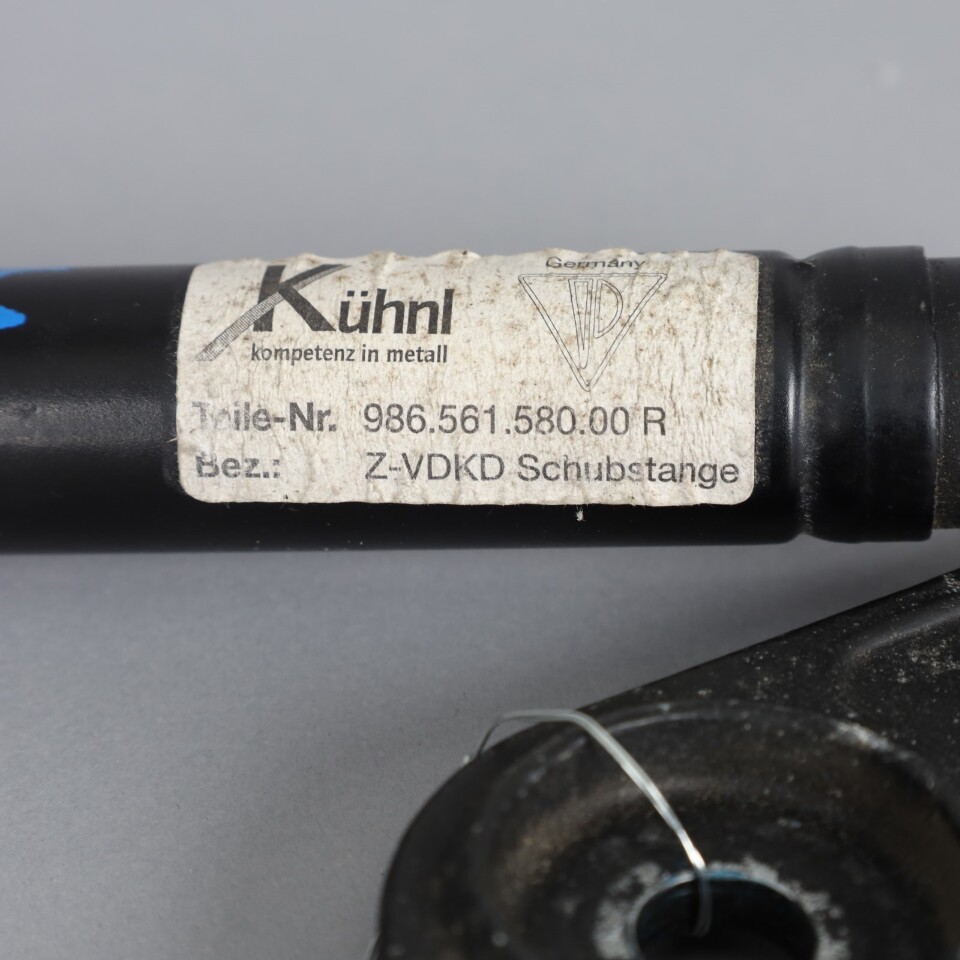 Kühnl
kompetenz in metall
Germany
Teile-Nr. 986.561.580.00 R
Bez.: Z-VDKD Schubstange